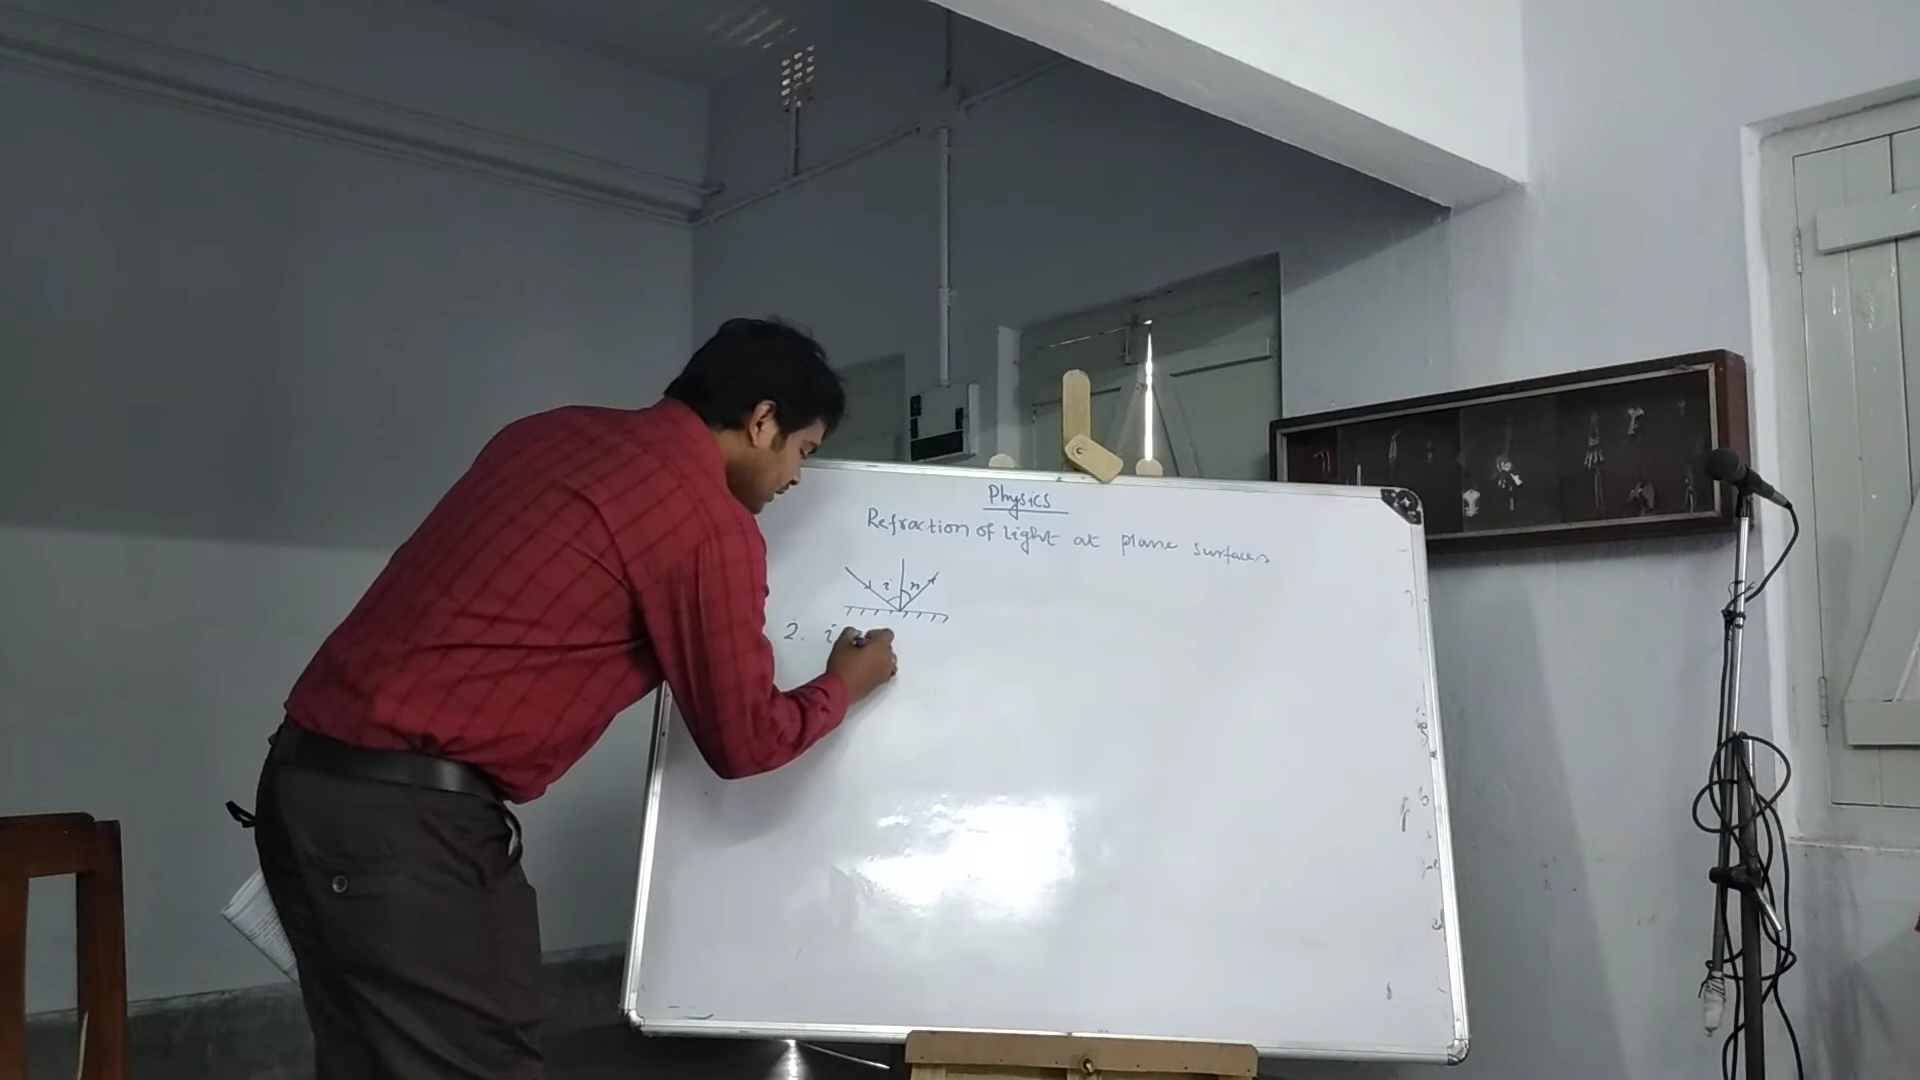 Physics
Refraction of light at plane surfaces
i r
2. i